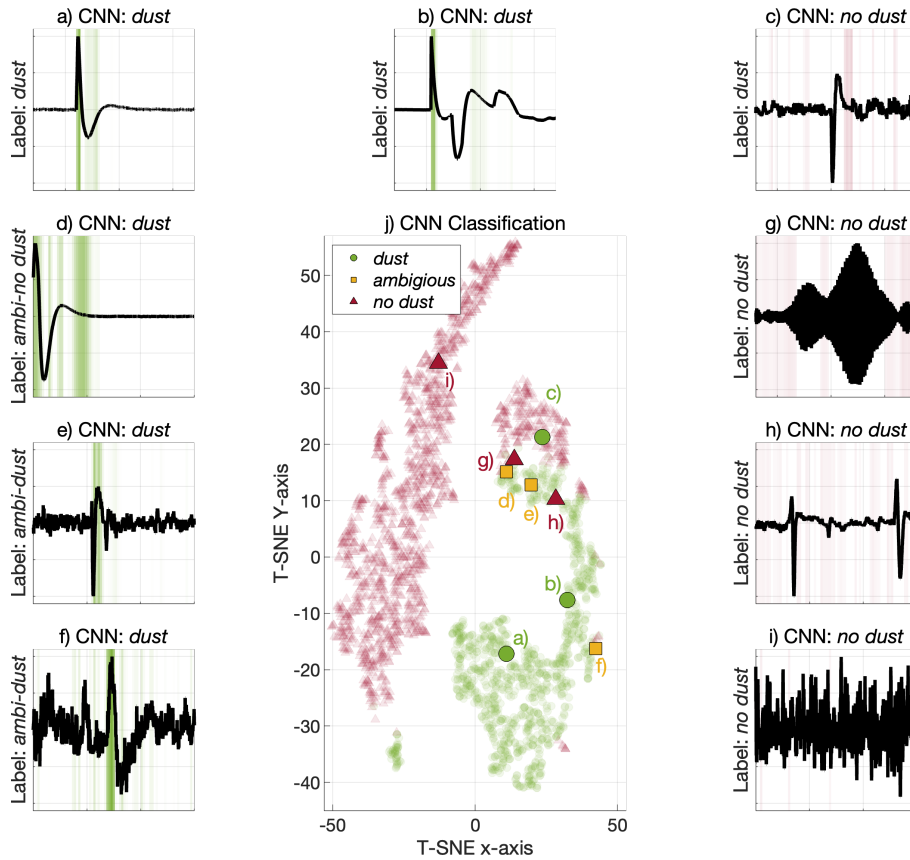 a) CNN: dust
b) CNN: dust
c) CNN: no dust
Label: dust
Label: dust
Label: dust
d) CNN: dust
j) CNN Classification
g) CNN: no dust
Label: ambi-no dust
Label: no dust
dust
ambigious
no dust
e) CNN: dust
h) CNN: no dust
Label: ambi-dust
Label: no dust
f) CNN: dust
i) CNN: no dust
Label: ambi-dust
Label: no dust
T-SNE Y-axis
50
40
30
20
10
0
-10
-20
-30
-40
i)
c)
g)
d)
e)
h)
b)
a)
f)
-50
0
50
T-SNE x-axis